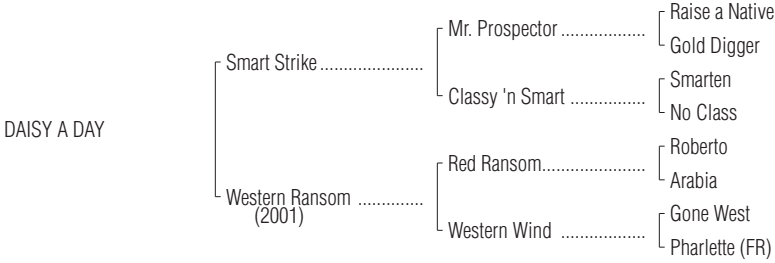 Raise a Native
Mr. Prospector ..................
Gold Digger
Smart Strike ......................
Smarten
Classy 'n Smart ................
No Class
DAISY A DAY
Roberto
Red Ransom......................
Arabia
Western Ransom ..............
(2001)
Gone West
Western Wind ..................
Pharlette (FR)